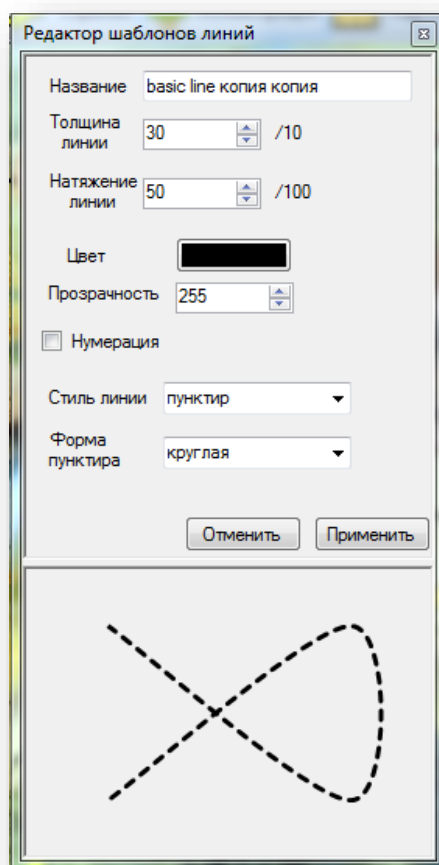 Редактор шаблонов линий
Название basic line копия копия
Толщина
линии 30 /10
Натяжение
линии 50 /100
Цвет
Прозрачность 255
Нумерация
Стиль линии пунктир
Форма
пунктира круглая
Отменить Применить